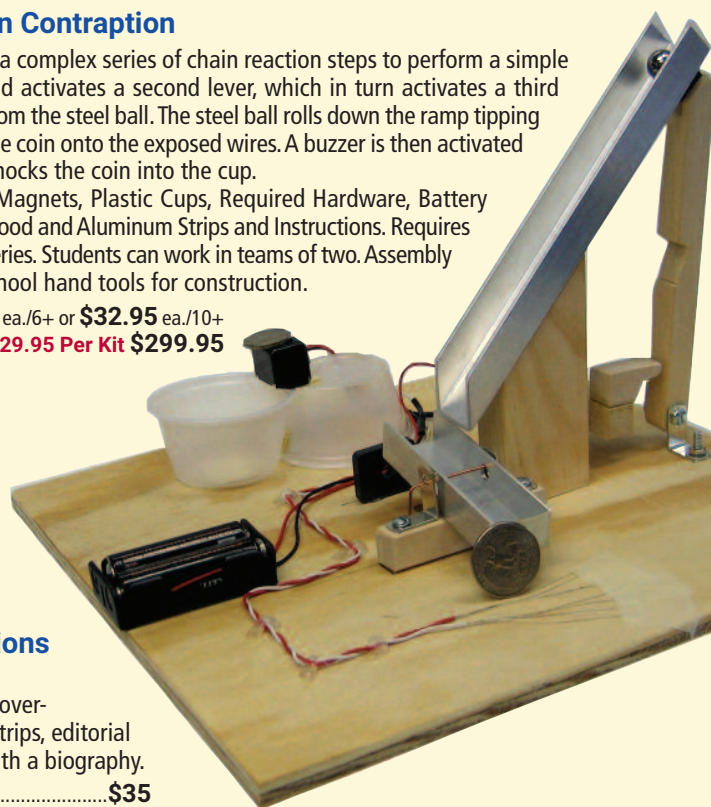 n Contraption
a complex series of chain reaction steps to perform a simple
d activates a second lever, which in turn activates a third
om the steel ball. The steel ball rolls down the ramp tipping
e coin onto the exposed wires. A buzzer is then activated
nocks the coin into the cup.
Magnets, Plastic Cups, Required Hardware, Battery
ood and Aluminum Strips and Instructions. Requires
eries. Students can work in teams of two. Assembly
hool hand tools for construction.
ea./6+ or $32.95 ea./10+
29.95 Per Kit $299.95
ions
over-
trips, editorial
th a biography.
......................$35